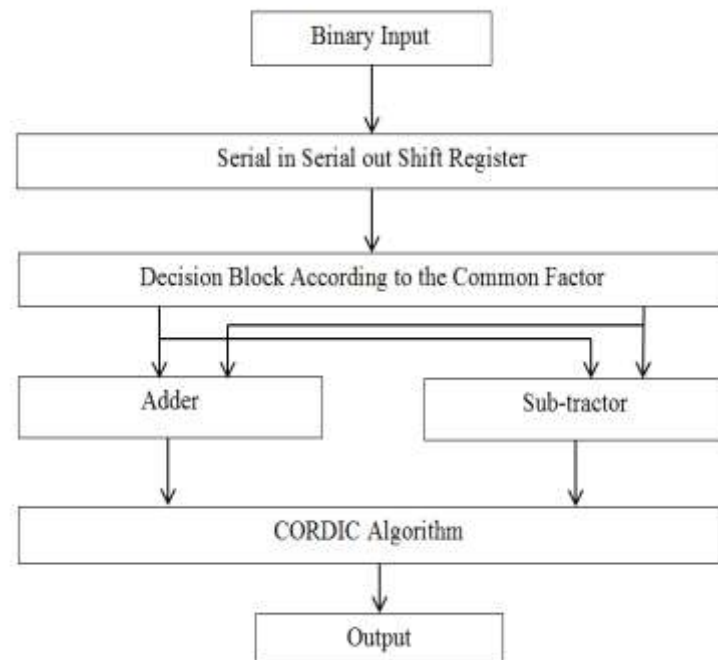 Binary Input
Serial in Serial out Shift Register
Decision Block According to the Common Factor
Adder
Sub-tractor
CORDIC Algorithm
Output